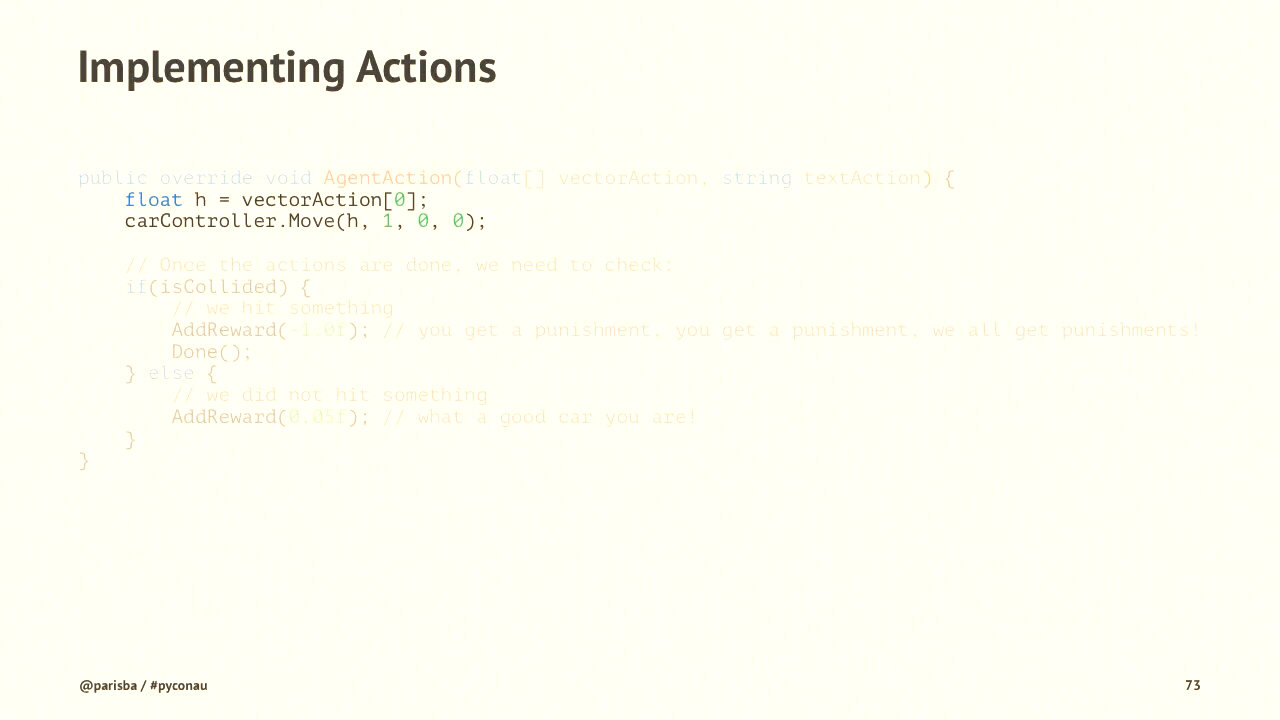 Implementing Actions
public override void AgentAction(float[] vectorAction, string textAction) {
    float h = vectorAction[0];
    carController.Move(h, 1, 0, 0);
    // Once the actions are done, we need to check:
    if(isCollided) {
        // we hit something
        AddReward(-1.0f); // you get a punishment, you get a punishment, we all get punishments!
        Done();
    } else {
        // we did not hit something
        AddReward(0.05f); // what a good car you are!
    }
}
@parisba / #pyconau
73